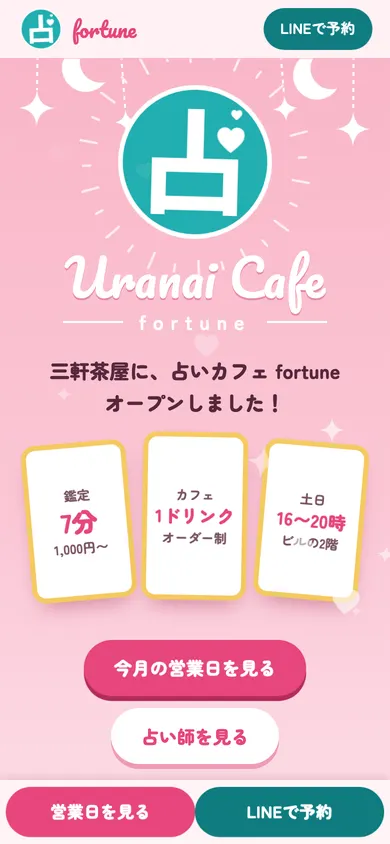 占 fortune
LINEで予約
占
Uranai Cafe
fortune
三軒茶屋に、占いカフェ fortune
オープンしました！
鑑定
7分
1,000円〜
カフェ
1ドリンク
オーダー制
土日
16〜20時
ビルの2階
今月の営業日を見る
占い師を見る
営業日を見る
LINEで予約